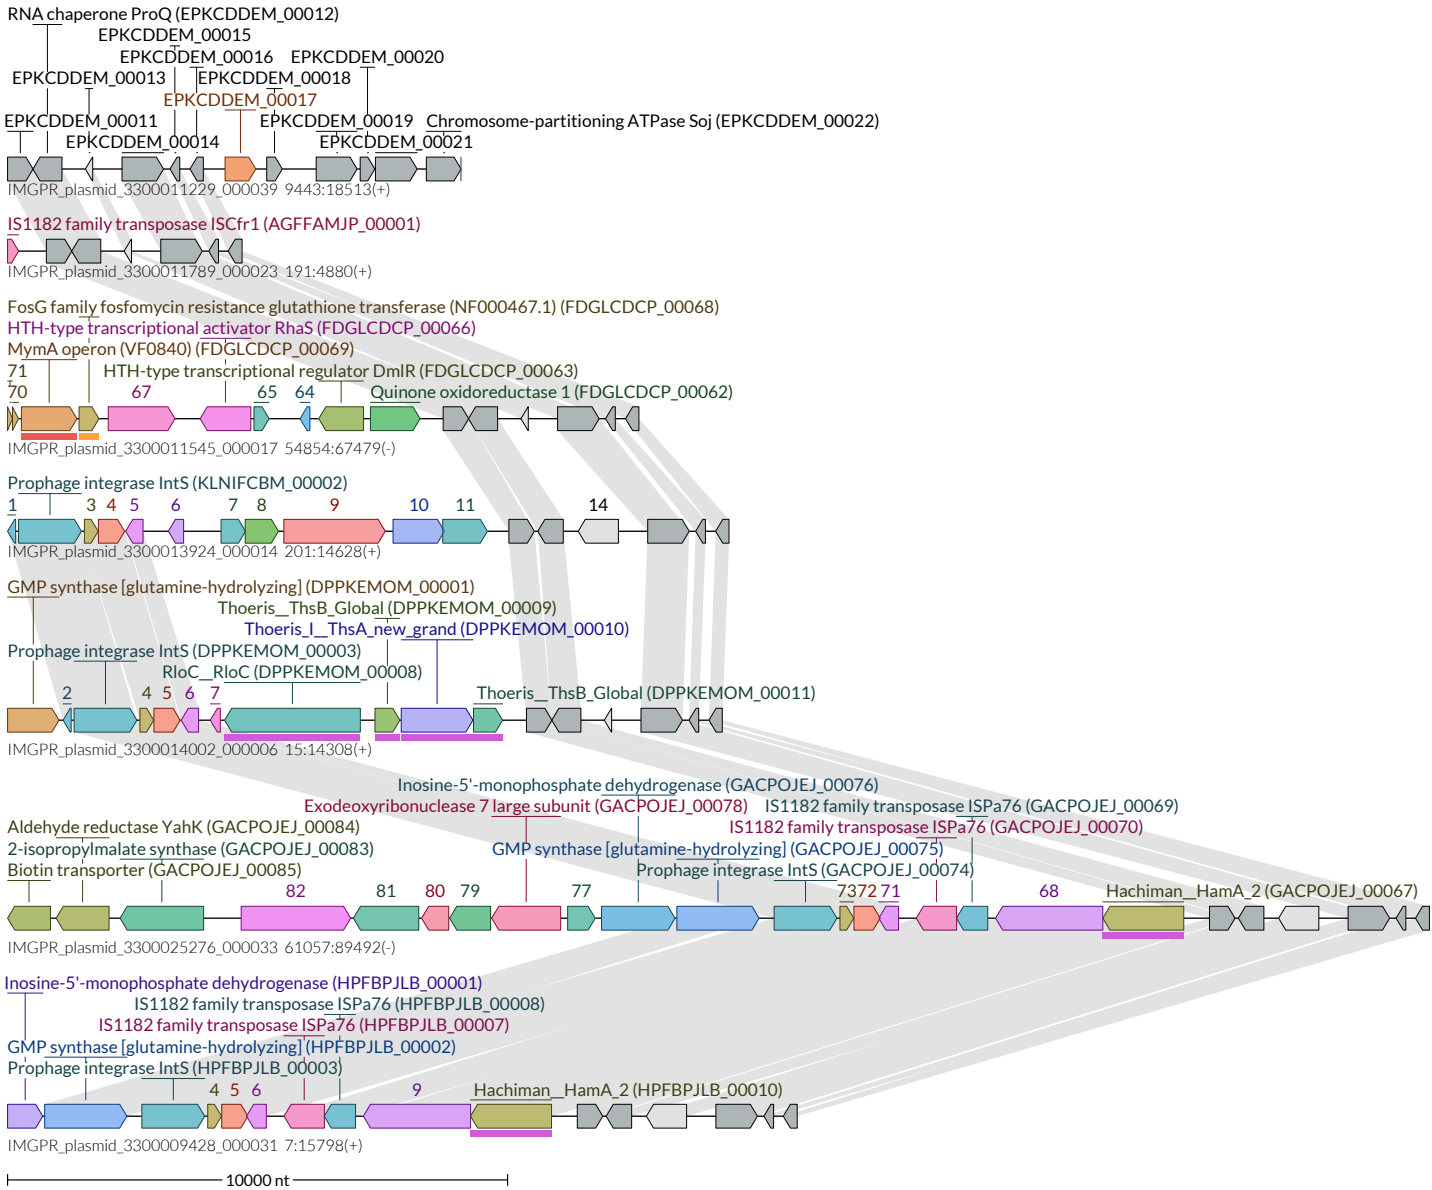 RNA chaperone ProQ (EPKCDDEM_00012)
EPKCDDEM_00015
EPKCDDEM_00016 EPKCDDEM_00020
EPKCDDEM_00013 EPKCDDEM_00018
EPKCDDEM_00017
EPKCDDEM_00011 EPKCDDEM_00019 Chromosome-partitioning ATPase Soj (EPKCDDEM_00022)
EPKCDDEM_00014 EPKCDDEM_00021
IMGPR_plasmid_3300011229_000039 9443:18513(+)
IS1182 family transposase ISCfr1 (AGFFAMJP_00001)
IMGPR_plasmid_3300011789_000023 191:4880(+)
FosG family fosfomycin resistance glutathione transferase (NF000467.1) (FDGLCDCP_00068)
HTH-type transcriptional activator RhaS (FDGLCDCP_00066)
MymA operon (VF0840) (FDGLCDCP_00069)
71 HTH-type transcriptional regulator DmlR (FDGLCDCP_00063)
70 67 65 64 Quinone oxidoreductase 1 (FDGLCDCP_00062)
IMGPR_plasmid_3300011545_000017 54854:67479(-)
Prophage integrase IntS (KLNIFCBM_00002)
1 3 4 5 6 7 8 9 10 11 14
IMGPR_plasmid_3300013924_000014 201:14628(+)
GMP synthase [glutamine-hydrolyzing] (DPPKEMOM_00001)
Thoeris__ThsB_Global (DPPKEMOM_00009)
Thoeris_I__ThsA_new_grand (DPPKEMOM_00010)
Prophage integrase IntS (DPPKEMOM_00003)
RloC__RloC (DPPKEMOM_00008)
2 4 5 6 7 Thoeris__ThsB_Global (DPPKEMOM_00011)
IMGPR_plasmid_3300014002_000006 15:14308(+)
Inosine-5'-monophosphate dehydrogenase (GACPOJEJ_00076)
Exodeoxyribonuclease 7 large subunit (GACPOJEJ_00078) IS1182 family transposase ISPa76 (GACPOJEJ_00069)
Aldehyde reductase YahK (GACPOJEJ_00084) IS1182 family transposase ISPa76 (GACPOJEJ_00070)
2-isopropylmalate synthase (GACPOJEJ_00083) GMP synthase [glutamine-hydrolyzing] (GACPOJEJ_00075)
Biotin transporter (GACPOJEJ_00085) Prophage integrase IntS (GACPOJEJ_00074)
82 81 80 79 77 73 72 71 68 Hachiman__HamA_2 (GACPOJEJ_00067)
IMGPR_plasmid_3300025276_000033 61057:89492(-)
Inosine-5'-monophosphate dehydrogenase (HPFBPJLB_00001)
IS1182 family transposase ISPa76 (HPFBPJLB_00008)
IS1182 family transposase ISPa76 (HPFBPJLB_00007)
GMP synthase [glutamine-hydrolyzing] (HPFBPJLB_00002)
Prophage integrase IntS (HPFBPJLB_00003)
4 5 6 9 Hachiman__HamA_2 (HPFBPJLB_00010)
IMGPR_plasmid_3300009428_000031 7:15798(+)
10000 nt